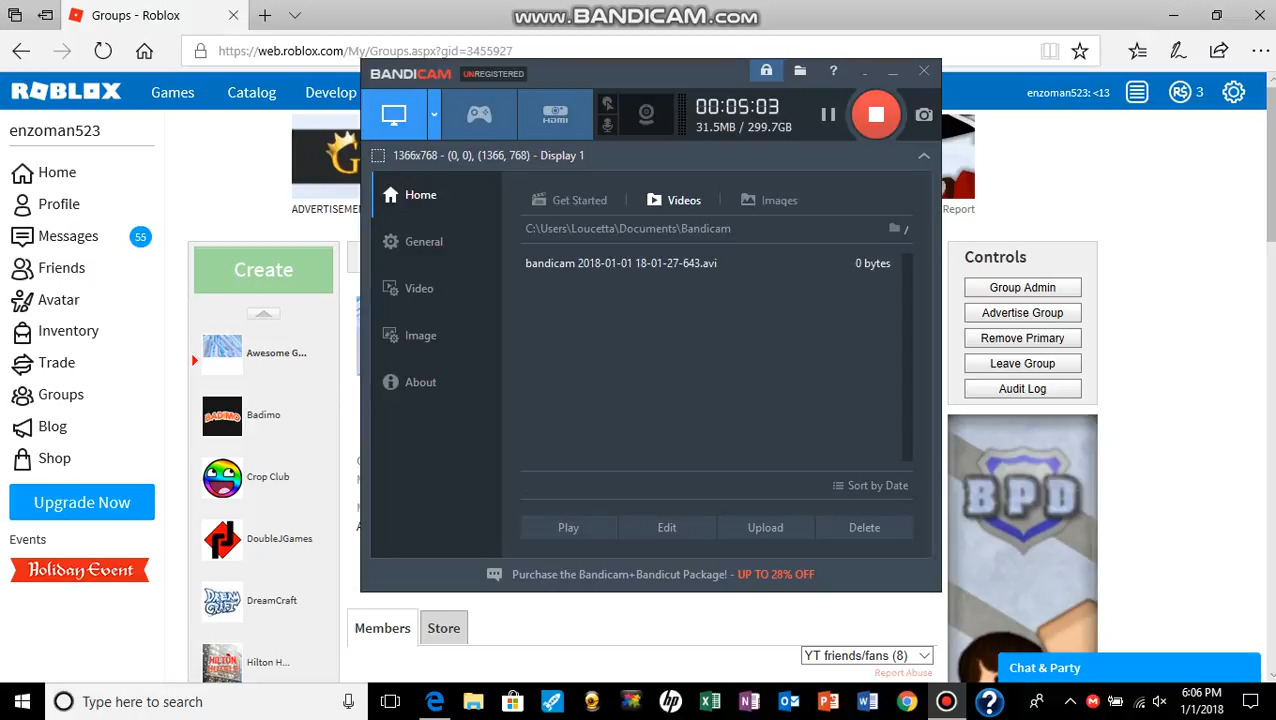 WWW.BANDICAM.COM
Groups - Roblox
https://web.roblox.com/My/Groups.aspx?gid=3455927
BANDICAM UNREGISTERED
ROBLOX Games Catalog Develop
enzoman523: <13 R$ 3
enzoman523
Home
Profile
Messages 55
Friends
Avatar
Inventory
Trade
Groups
Blog
Shop
Upgrade Now
Events
Holiday Event
G
ADVERTISEMEN
Report
Create
Awesome G...
Badimo
BADIMO
Crop Club
DoubleJGames
DreamCraft
DREAM CRAFT
Hilton H...
HILTON
HDMI
00:05:03
31.5MB / 299.7GB
1366x768 - (0, 0), (1366, 768) - Display 1
Home
General
Video
Image
About
Get Started Videos Images
C:\Users\Loucetta\Documents\Bandicam /
bandicam 2018-01-01 18-01-27-643.avi 0 bytes
Sort by Date
Play Edit Upload Delete
Purchase the Bandicam+Bandicut Package! - UP TO 28% OFF
Controls
Group Admin
Advertise Group
Remove Primary
Leave Group
Audit Log
BPD
Members Store
YT friends/fans (8)
Report Abuse
Chat & Party
Type here to search
6:06 PM
1/1/2018